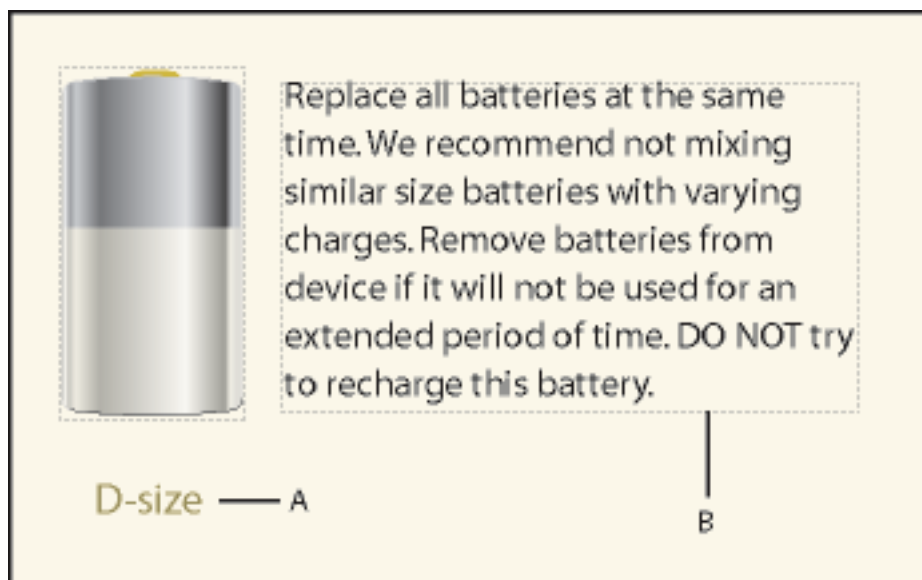 Replace all batteries at the same
time. We recommend not mixing
similar size batteries with varying
charges. Remove batteries from
device if it will not be used for an
extended period of time. DO NOT try
to recharge this battery.
D-size A
B